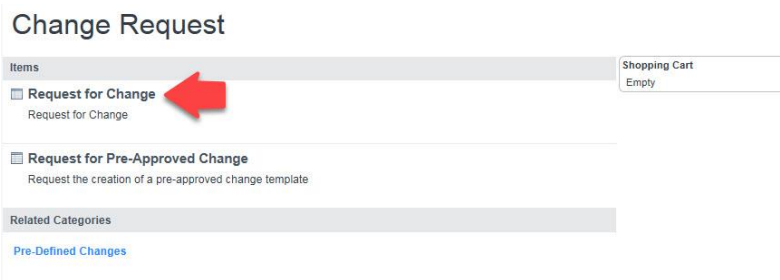 Change Request
Items
Shopping Cart
Empty
Request for Change
Request for Change
Request for Pre-Approved Change
Request the creation of a pre-approved change template
Related Categories
Pre-Defined Changes